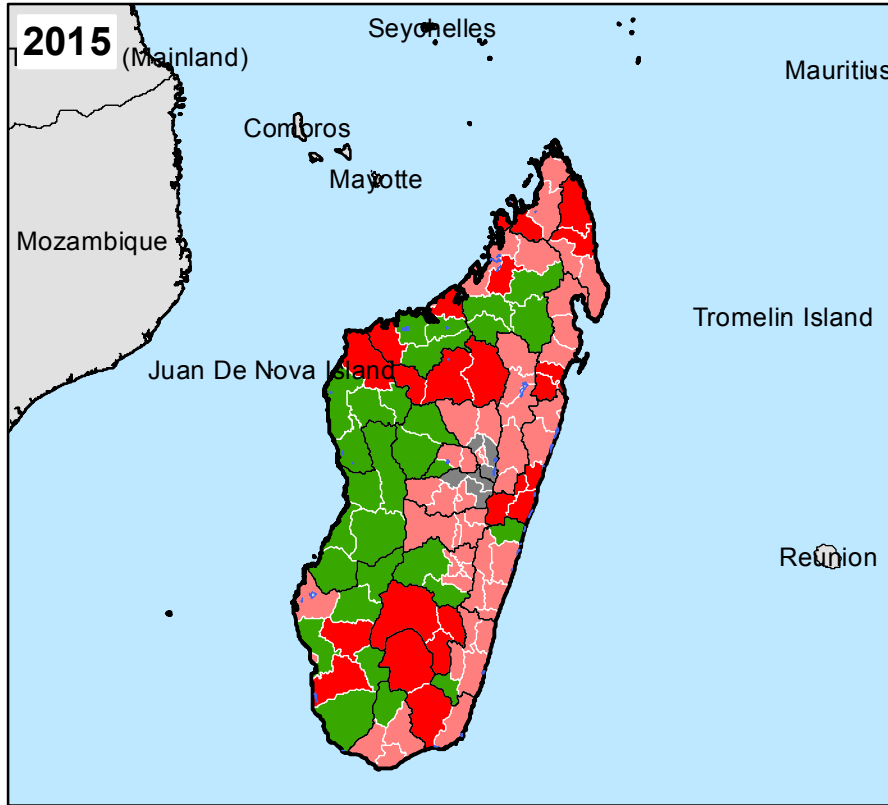 Seychelles
2015
(Mainland)
Mauritius
Comoros
Mayotte
Mozambique
Tromelin Island
Juan De Nova Island
Reunion